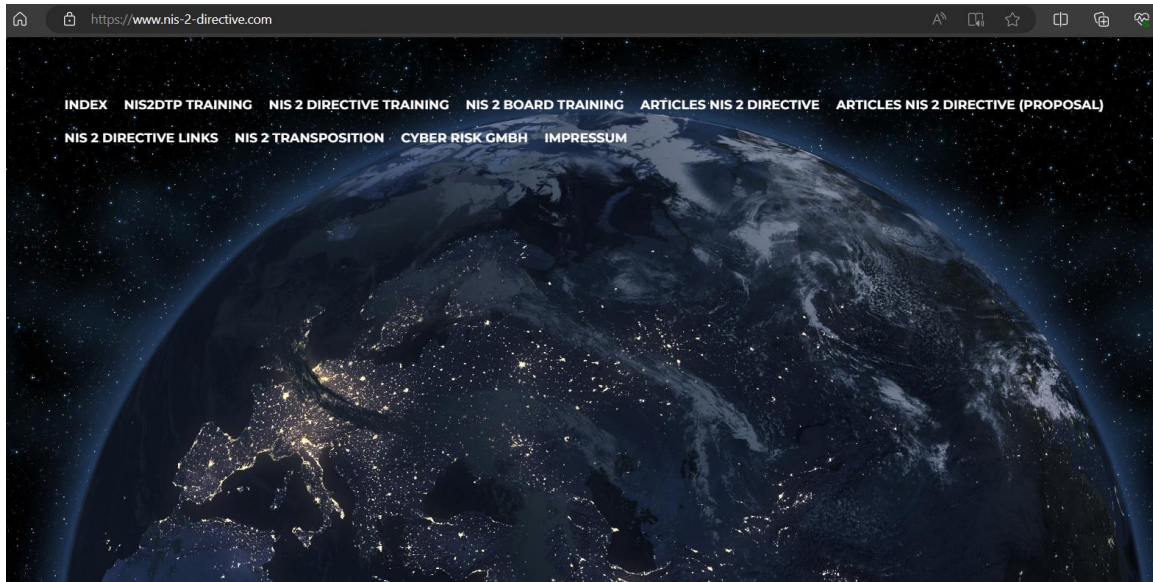 https://www.nis-2-directive.com
INDEX NIS2DTP TRAINING NIS 2 DIRECTIVE TRAINING NIS 2 BOARD TRAINING ARTICLES NIS 2 DIRECTIVE ARTICLES NIS 2 DIRECTIVE (PROPOSAL)
NIS 2 DIRECTIVE LINKS NIS 2 TRANSPOSITION CYBER RISK GMBH IMPRESSUM